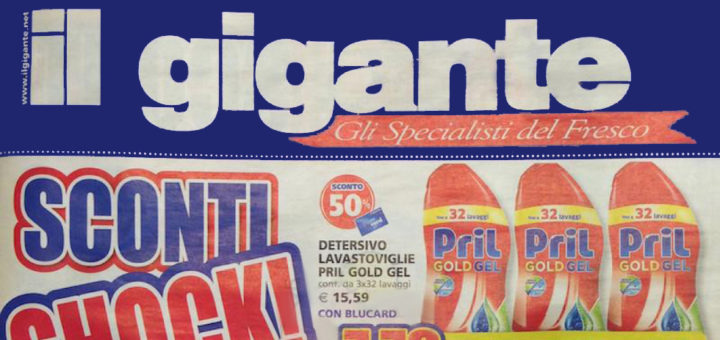 www.ilgigante.net
il gigante
Gli Specialisti del Fresco
SCONTI
SHOCK!
SCONTO
50%
DETERSIVO
LAVASTOVIGLIE
PRIL GOLD GEL
conf. da 3x32 lavaggi
€ 15,59
CON BLUCARD
32 lavaggi
Pril
GOLD GEL
32 lavaggi
Pril
GOLD GEL
32 lavaggi
Pril
GOLD GEL